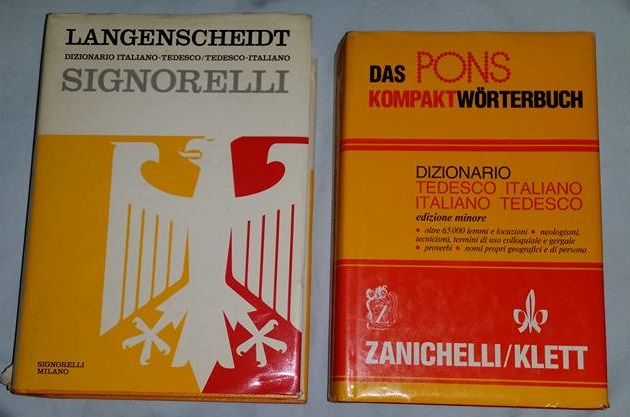 LANGENSCHEIDT
DIZIONARIO ITALIANO-TEDESCO/TEDESCO-ITALIANO
SIGNORELLI
SIGNORELLI
MILANO
DAS PONS
KOMPAKTWÖRTERBUCH
DIZIONARIO
TEDESCO ITALIANO
ITALIANO TEDESCO
edizione minore
• oltre 65 000 lemmi e locuzioni • neologismi,
tecnicismi, termini di uso colloquiale e gergale
• proverbi • nomi propri geografici e di persona
Z
ZANICHELLI/KLETT